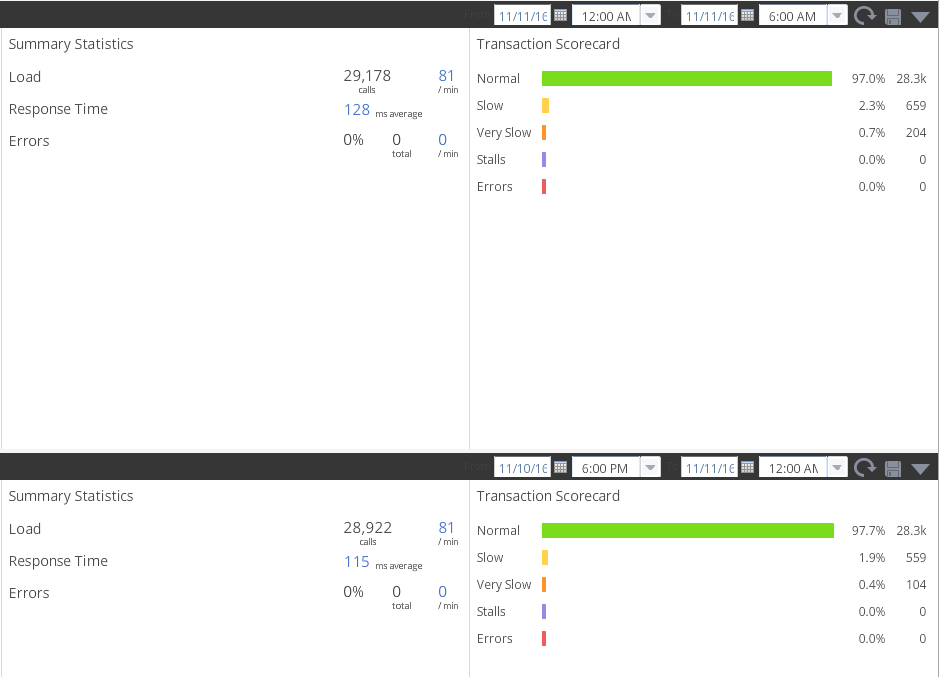 From 11/11/16 12:00 AM 11/11/16 6:00 AM
Summary Statistics
Transaction Scorecard
Load 29,178 81
calls / min
Response Time 128 ms average
Errors 0% 0 0
total / min
Normal 97.0% 28.3k
Slow 2.3% 659
Very Slow 0.7% 204
Stalls 0.0% 0
Errors 0.0% 0
From 11/10/16 6:00 PM 11/11/16 12:00 AM
Summary Statistics
Transaction Scorecard
Load 28,922 81
calls / min
Response Time 115 ms average
Errors 0% 0 0
total / min
Normal 97.7% 28.3k
Slow 1.9% 559
Very Slow 0.4% 104
Stalls 0.0% 0
Errors 0.0% 0